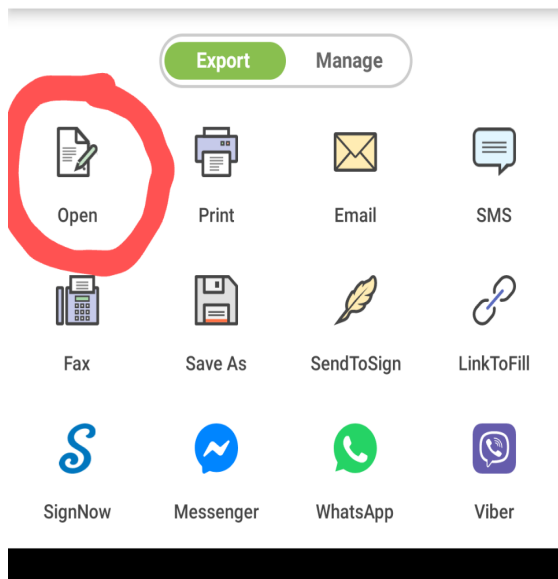 Export Manage
Open Print Email SMS
Fax Save As SendToSign LinkToFill
SignNow Messenger WhatsApp Viber